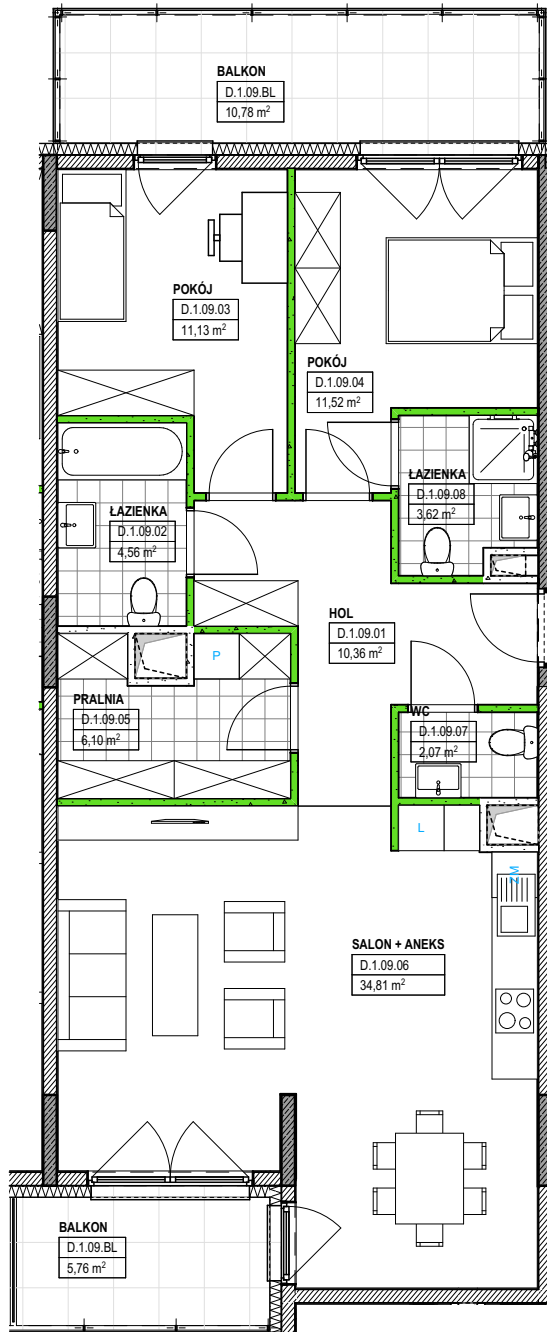 BALKON
D.1.09.BL
10,78 m²
POKÓJ
D.1.09.03
11,13 m²
POKÓJ
D.1.09.04
11,52 m²
ŁAZIENKA
D.1.09.08
3,62 m²
ŁAZIENKA
D.1.09.02
4,56 m²
HOL
D.1.09.01
10,36 m²
P
PRALNIA
D.1.09.05
6,10 m²
WC
D.1.09.07
2,07 m²
L
ZM
SALON + ANEKS
D.1.09.06
34,81 m²
BALKON
D.1.09.BL
5,76 m²